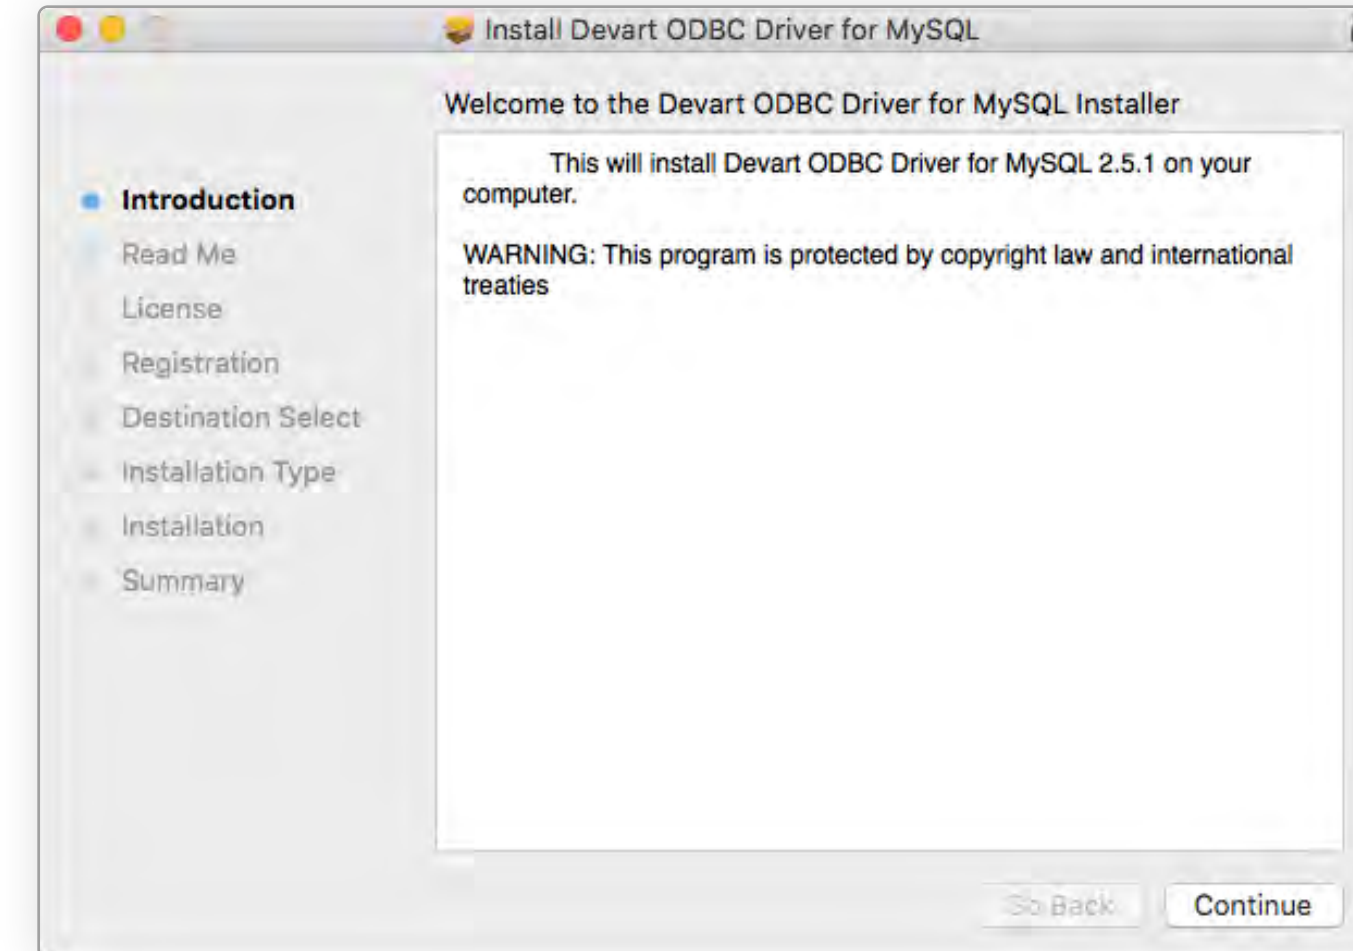 Install Devart ODBC Driver for MySQL
Welcome to the Devart ODBC Driver for MySQL Installer
This will install Devart ODBC Driver for MySQL 2.5.1 on your
computer.
WARNING: This program is protected by copyright law and international
treaties
Introduction
Read Me
License
Registration
Destination Select
Installation Type
Installation
Summary
Go Back
Continue